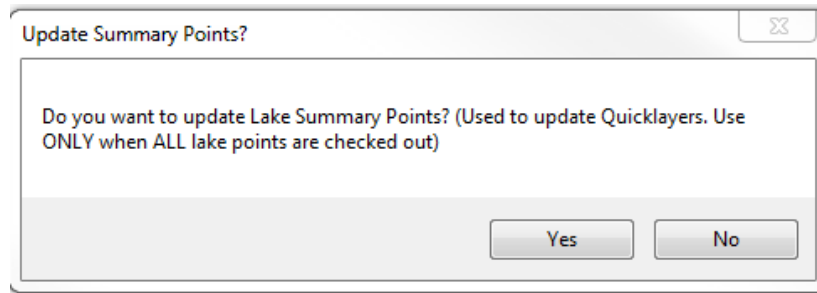 Update Summary Points?
Do you want to update Lake Summary Points? (Used to update Quicklayers. Use
ONLY when ALL lake points are checked out)
Yes
No